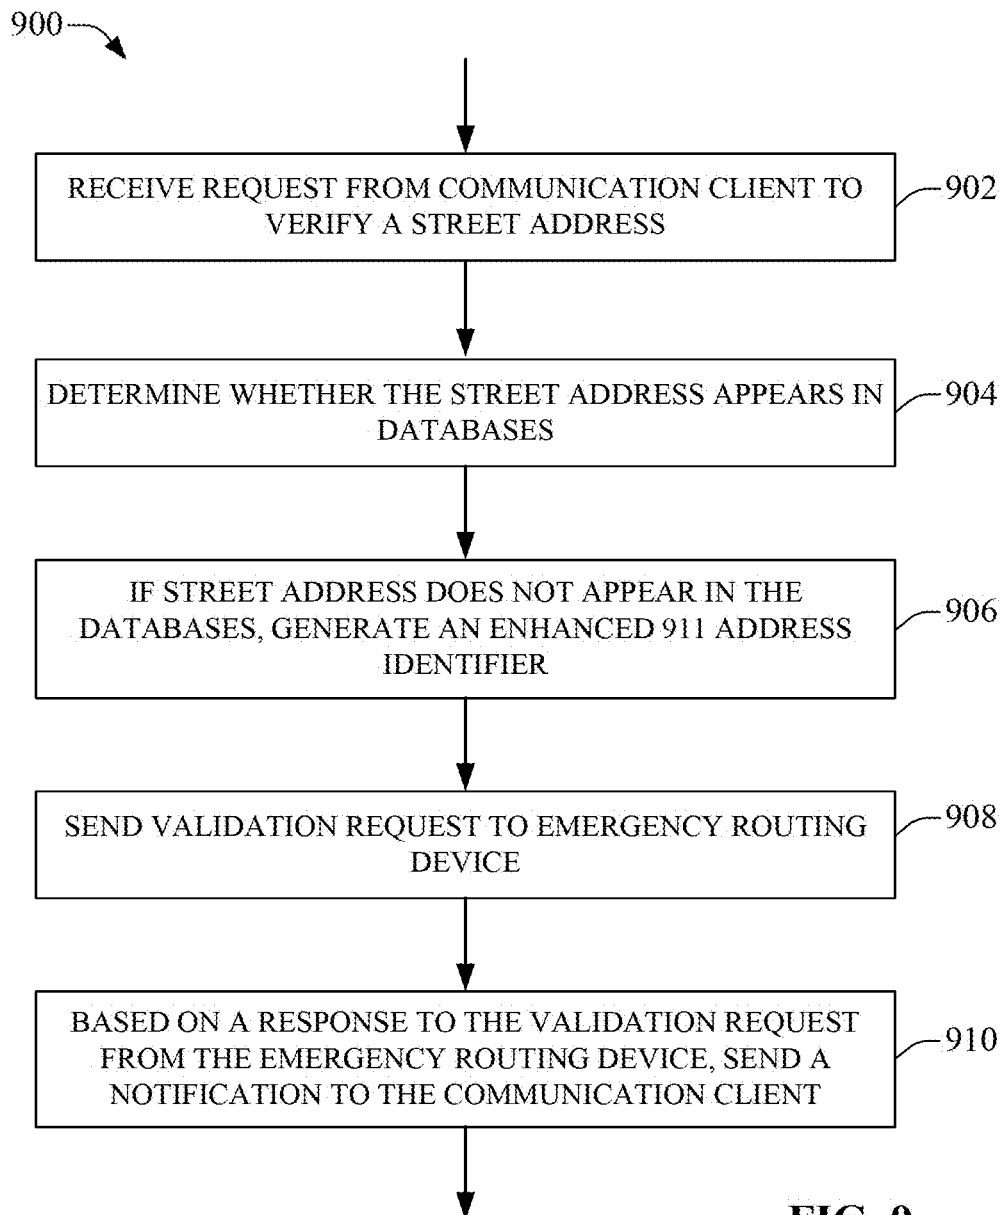 900
RECEIVE REQUEST FROM COMMUNICATION CLIENT TO
VERIFY A STREET ADDRESS
902
DETERMINE WHETHER THE STREET ADDRESS APPEARS IN
DATABASES
904
IF STREET ADDRESS DOES NOT APPEAR IN THE
DATABASES, GENERATE AN ENHANCED 911 ADDRESS
IDENTIFIER
906
SEND VALIDATION REQUEST TO EMERGENCY ROUTING
DEVICE
908
BASED ON A RESPONSE TO THE VALIDATION REQUEST
FROM THE EMERGENCY ROUTING DEVICE, SEND A
NOTIFICATION TO THE COMMUNICATION CLIENT
910
FIG. 9